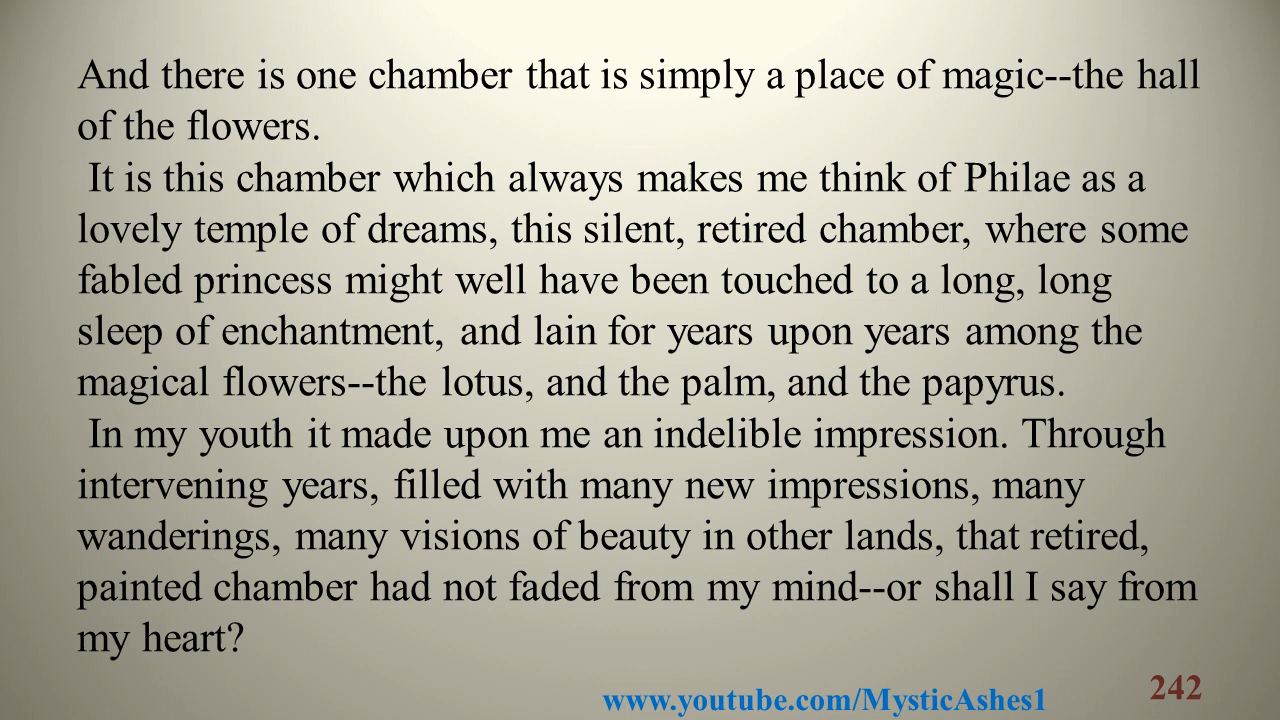 And there is one chamber that is simply a place of magic--the hall
of the flowers.
It is this chamber which always makes me think of Philae as a
lovely temple of dreams, this silent, retired chamber, where some
fabled princess might well have been touched to a long, long
sleep of enchantment, and lain for years upon years among the
magical flowers--the lotus, and the palm, and the papyrus.
In my youth it made upon me an indelible impression. Through
intervening years, filled with many new impressions, many
wanderings, many visions of beauty in other lands, that retired,
painted chamber had not faded from my mind--or shall I say from
my heart?
www.youtube.com/MysticAshes1
242